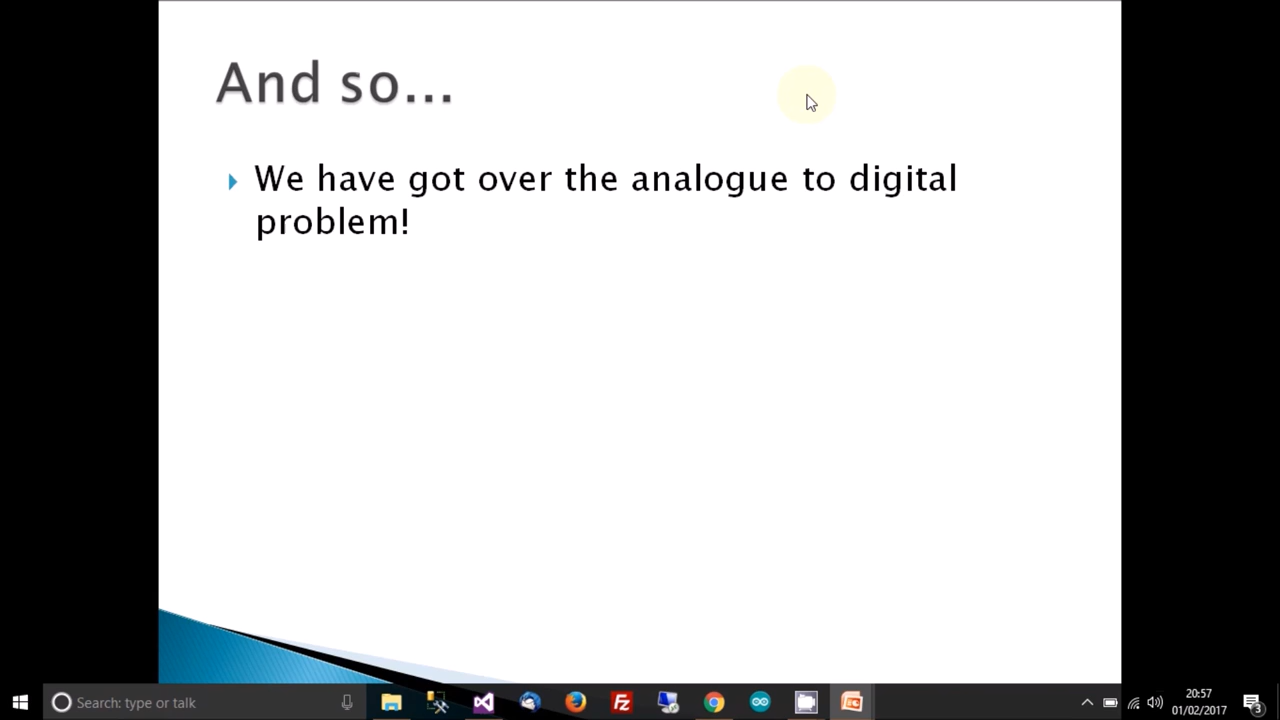 And so...
We have got over the analogue to digital
problem!
Search: type or talk
20:57
01/02/2017
3